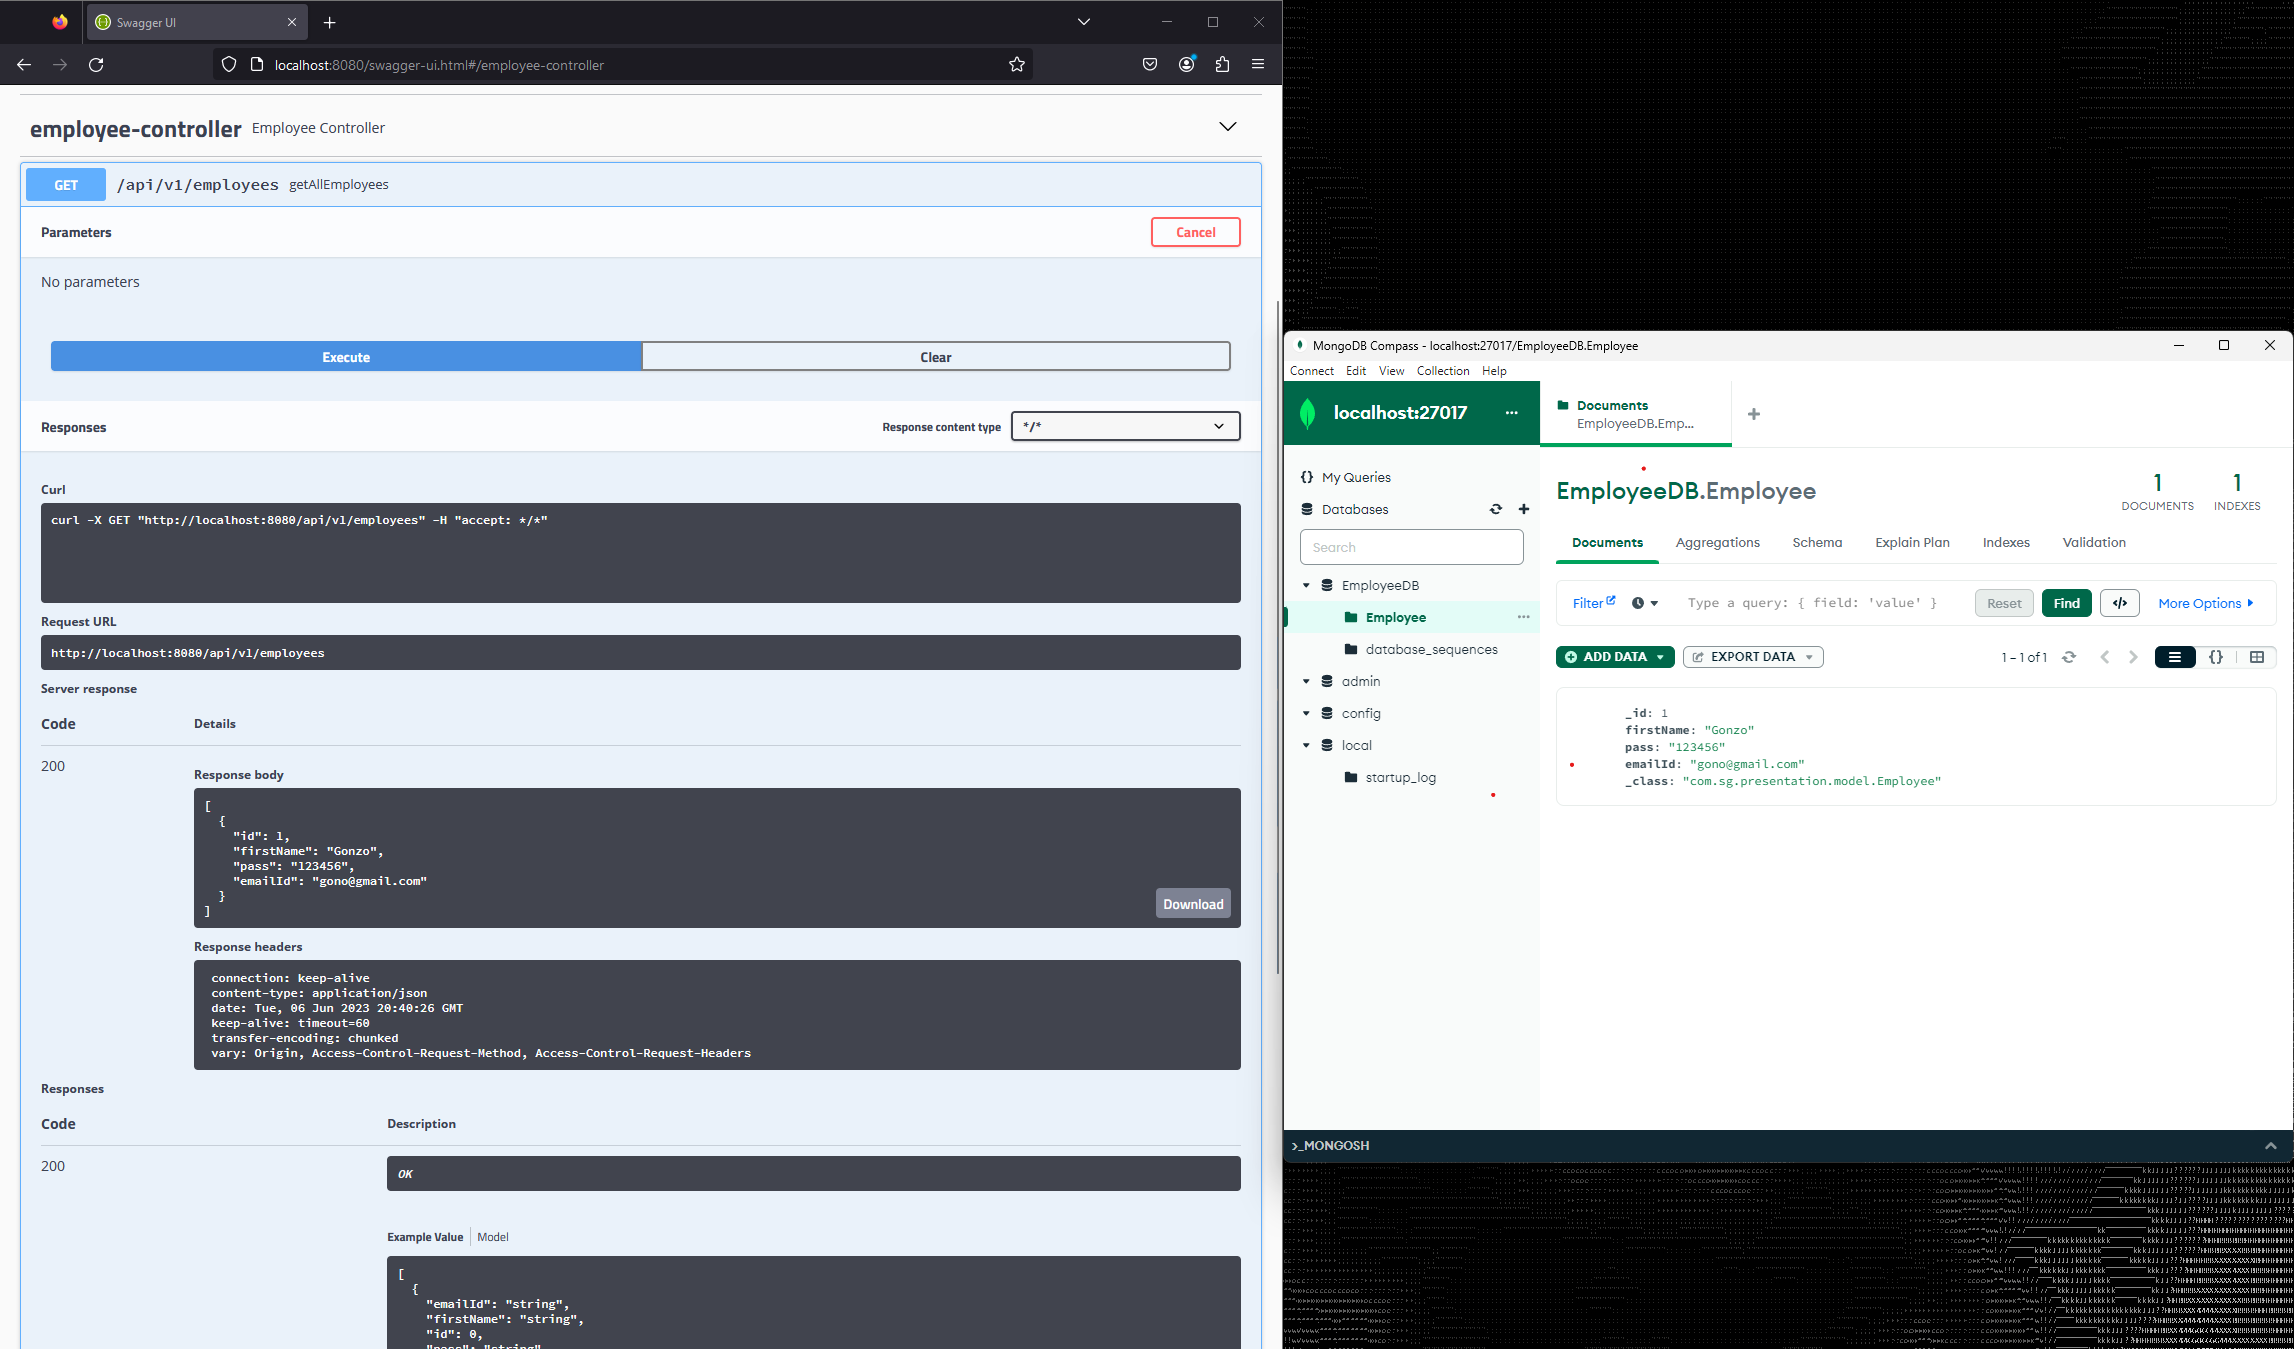 Swagger UI
localhost:8080/swagger-ui.html#/employee-controller
employee-controller Employee Controller
GET /api/v1/employees getAllEmployees
Parameters
Cancel
No parameters
Execute
Clear
Responses
Response content type
*/*
Curl
curl -X GET "http://localhost:8080/api/v1/employees" -H "accept: */*"
Request URL
http://localhost:8080/api/v1/employees
Server response
Code Details
200
Response body
[
{
"id": 1,
"firstName": "Gonzo",
"pass": "123456",
"emailId": "gono@gmail.com"
}
]
Download
Response headers
connection: keep-alive
content-type: application/json
date: Tue, 06 Jun 2023 20:40:26 GMT
keep-alive: timeout=60
transfer-encoding: chunked
vary: Origin, Access-Control-Request-Method, Access-Control-Request-Headers
Responses
Code Description
200
OK
Example Value Model
[
{
"emailId": "string",
"firstName": "string",
"id": 0,
"pass": "string"
MongoDB Compass - localhost:27017/EmployeeDB.Employee
Connect Edit View Collection Help
localhost:27017 ...
Documents
EmployeeDB.Emp...
{} My Queries
Databases
Search
EmployeeDB
Employee ...
database_sequences
admin
config
local
startup_log
EmployeeDB.Employee
1
DOCUMENTS
1
INDEXES
Documents Aggregations Schema Explain Plan Indexes Validation
Filter
Type a query: { field: 'value' }
Reset
Find
</>
More Options
ADD DATA
EXPORT DATA
1 – 1 of 1
{}
_id: 1
firstName: "Gonzo"
pass: "123456"
emailId: "gono@gmail.com"
_class: "com.sg.presentation.model.Employee"
>_MONGOSH